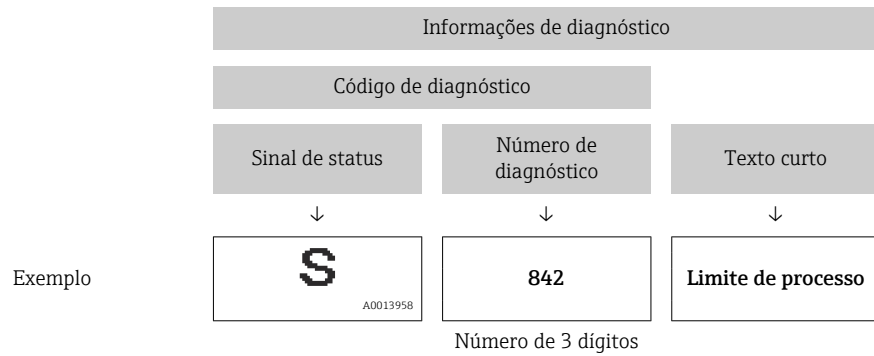 Informações de diagnóstico
Código de diagnóstico
Sinal de status
Número de
diagnóstico
Texto curto
↓ ↓ ↓
Exemplo
S
A0013958
842
Limite de processo
Número de 3 dígitos